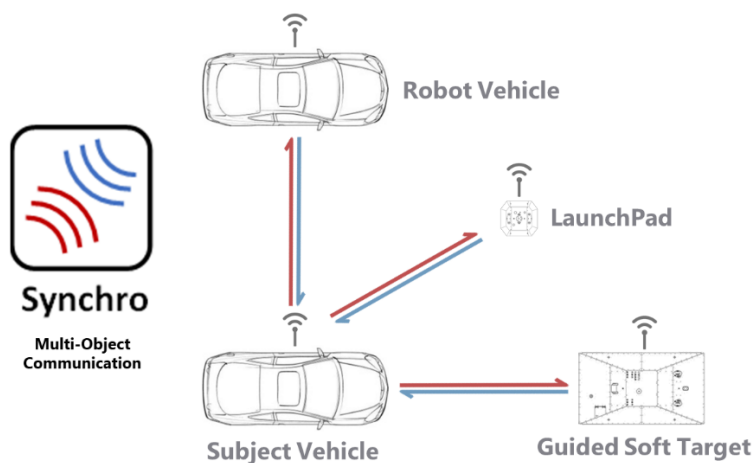 Robot Vehicle
LaunchPad
Synchro
Multi-Object
Communication
Subject Vehicle
Guided Soft Target